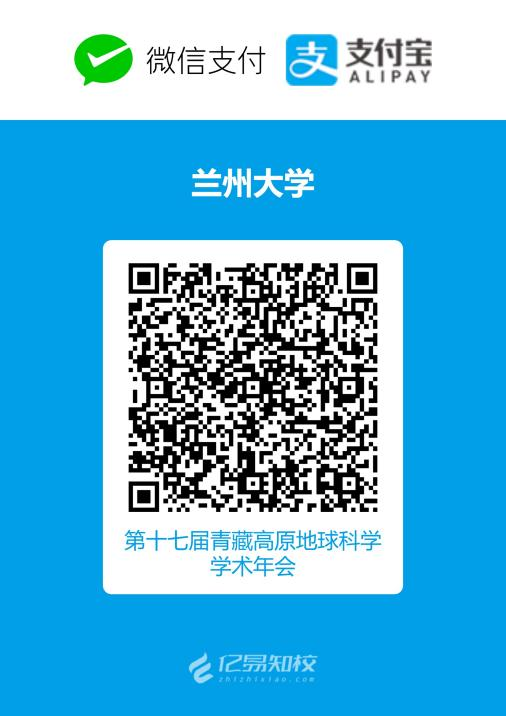 微信支付
支付宝
ALIPAY
兰州大学
第十七届青藏高原地球科学
学术年会
亿易知校
zhizhixiao.com